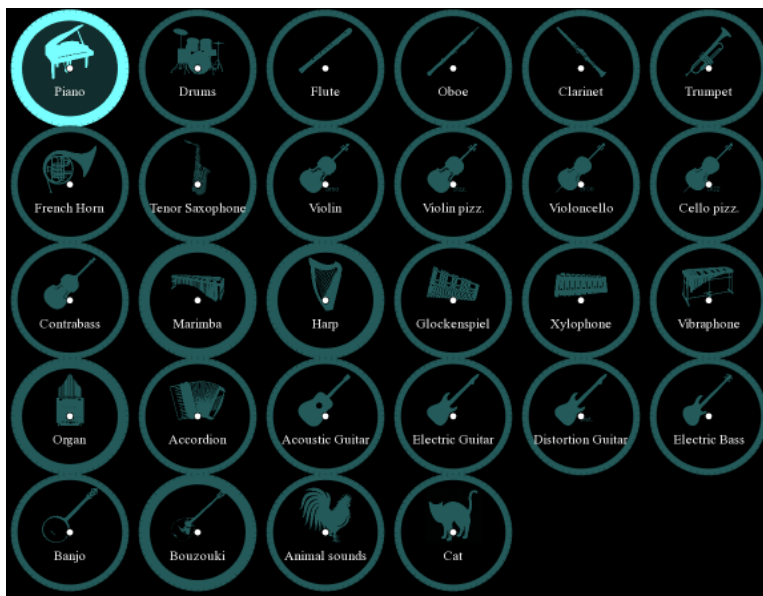 Piano
Drums
Flute
Oboe
Clarinet
Trumpet
French Horn
Tenor Saxophone
Violin
Violin pizz.
Violoncello
Cello pizz.
Contrabass
Marimba
Harp
Glockenspiel
Xylophone
Vibraphone
Organ
Accordion
Acoustic Guitar
Electric Guitar
Distortion Guitar
Electric Bass
Banjo
Bouzouki
Animal sounds
Cat